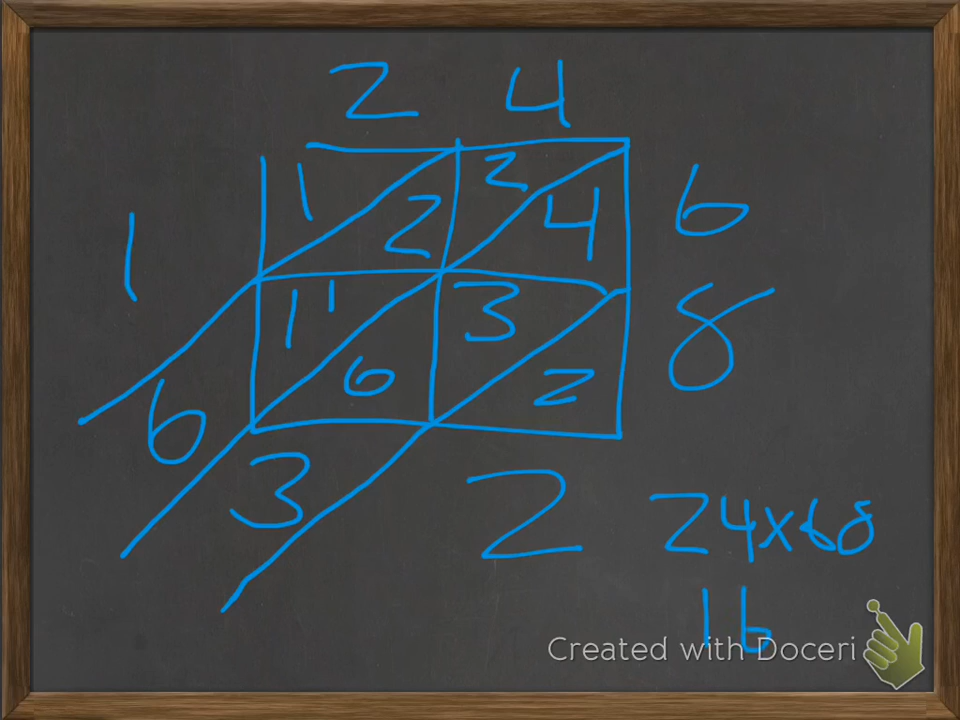 2 4
1 2 2 4 6
1
1 1 6 3 2 8
6
3 2
24x68
16
Created with Doceri